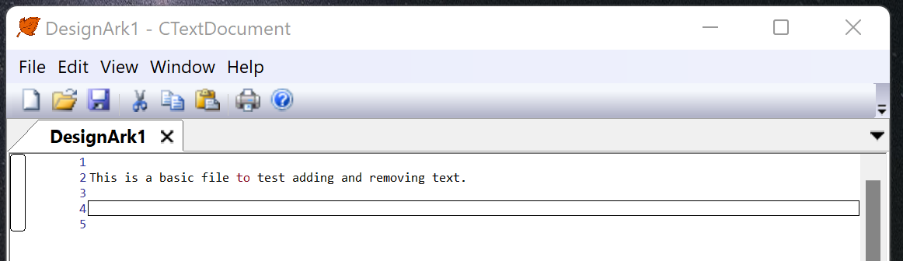 DesignArk1 - CTextDocument
File Edit View Window Help
DesignArk1
1
2 This is a basic file to test adding and removing text.
3
4
5